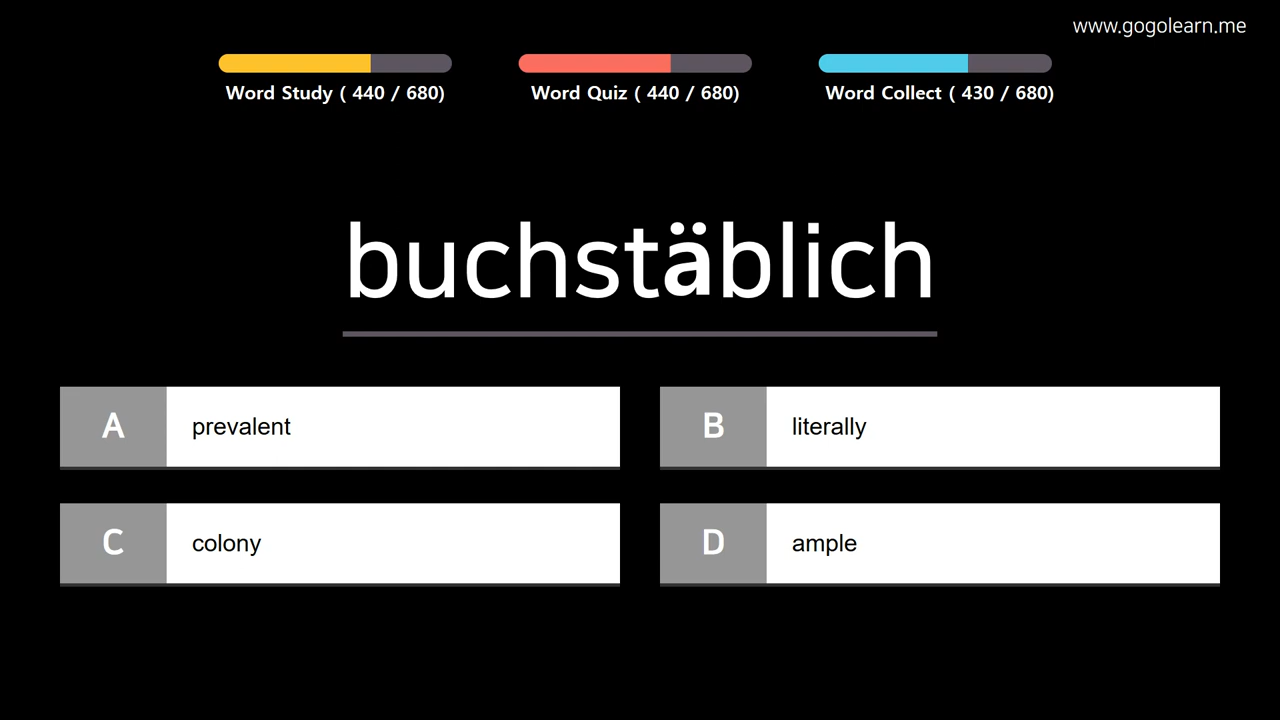 www.gogolearn.me
Word Study ( 440 / 680)
Word Quiz ( 440 / 680)
Word Collect ( 430 / 680)
buchstäblich
A prevalent
B literally
C colony
D ample